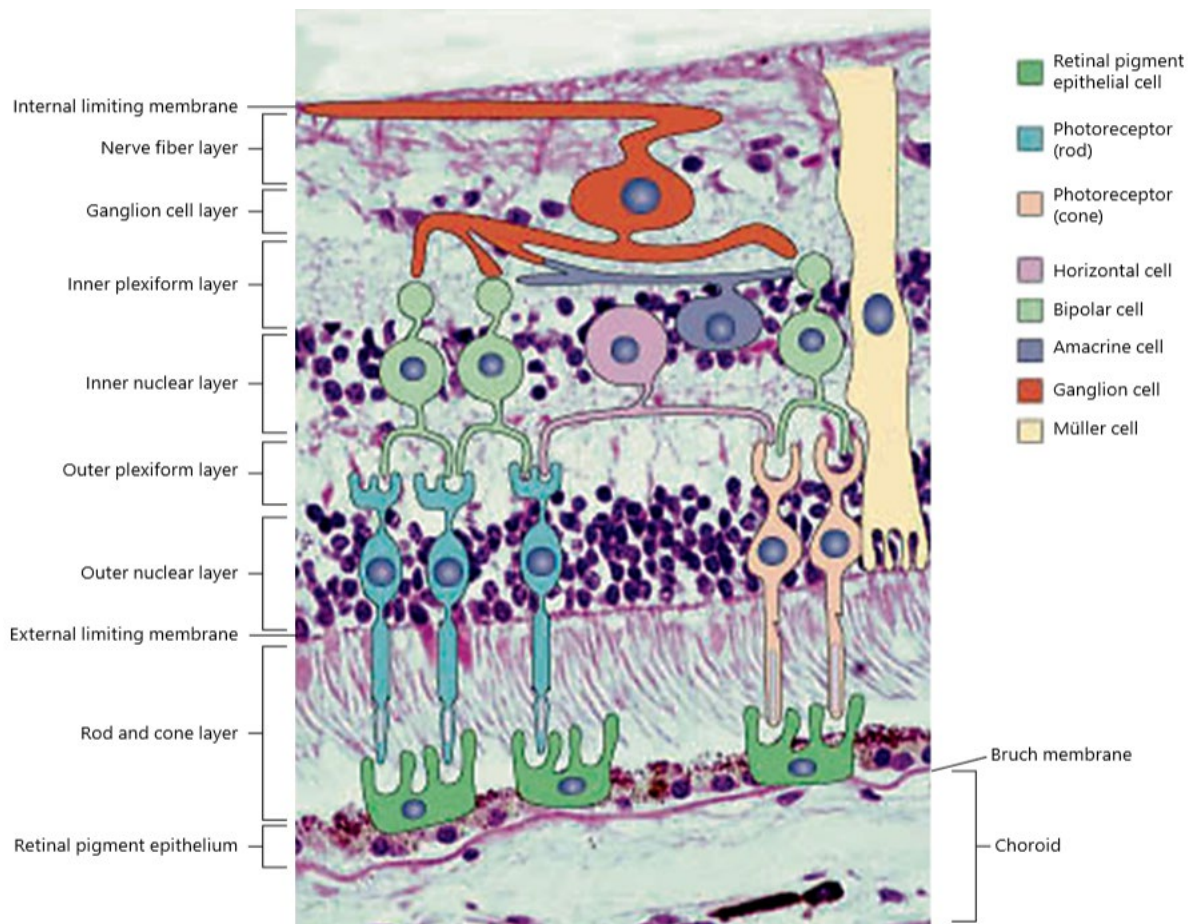 Internal limiting membrane
Nerve fiber layer
Ganglion cell layer
Inner plexiform layer
Inner nuclear layer
Outer plexiform layer
Outer nuclear layer
External limiting membrane
Rod and cone layer
Retinal pigment epithelium
Retinal pigment
epithelial cell
Photoreceptor
(rod)
Photoreceptor
(cone)
Horizontal cell
Bipolar cell
Amacrine cell
Ganglion cell
Müller cell
Bruch membrane
Choroid